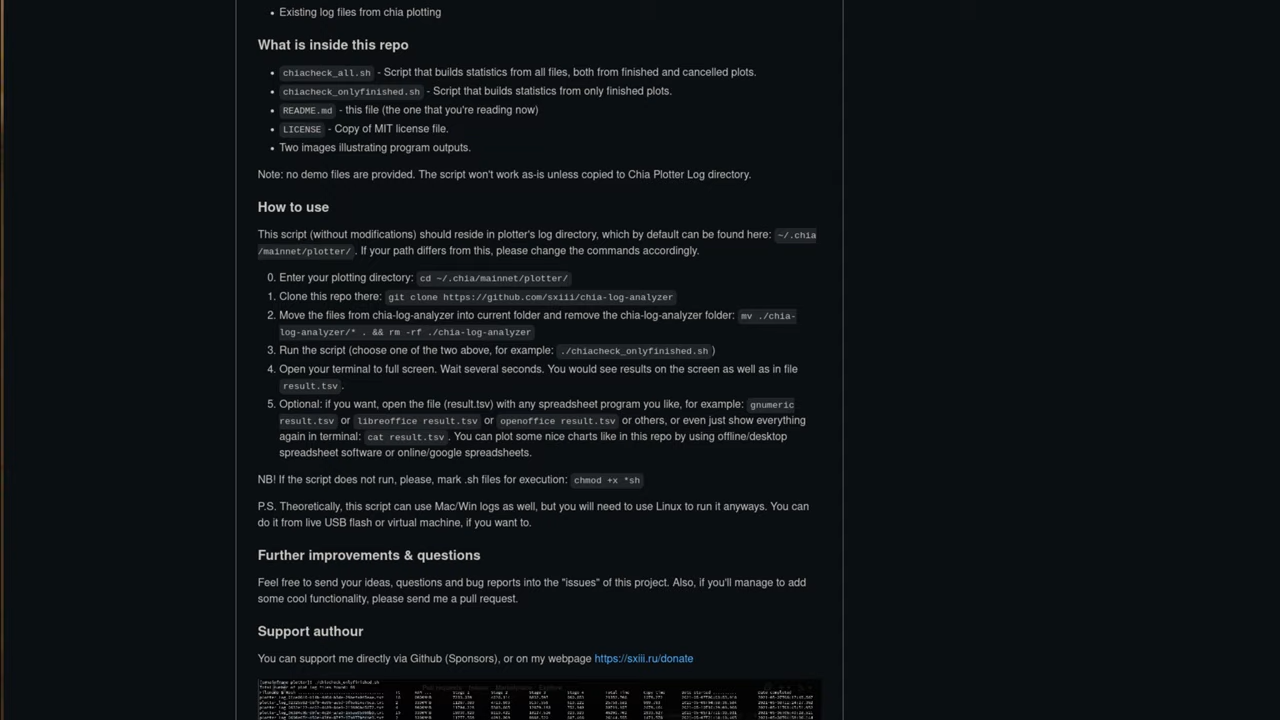 Existing log files from chia plotting
What is inside this repo
chiacheck_all.sh - Script that builds statistics from all files, both from finished and cancelled plots.
chiacheck_onlyfinished.sh - Script that builds statistics from only finished plots.
README.md - this file (the one that you're reading now)
LICENSE - Copy of MIT license file.
Two images illustrating program outputs.
Note: no demo files are provided. The script won't work as-is unless copied to Chia Plotter Log directory.
How to use
This script (without modifications) should reside in plotter's log directory, which by default can be found here: ~/.chia
/mainnet/plotter/. If your path differs from this, please change the commands accordingly.
0. Enter your plotting directory: cd ~/.chia/mainnet/plotter/
1. Clone this repo there: git clone https://github.com/sxiii/chia-log-analyzer
2. Move the files from chia-log-analyzer into current folder and remove the chia-log-analyzer folder: mv ./chia-
log-analyzer/* . && rm -rf ./chia-log-analyzer
3. Run the script (choose one of the two above, for example: ./chiacheck_onlyfinished.sh)
4. Open your terminal to full screen. Wait several seconds. You would see results on the screen as well as in file
result.tsv.
5. Optional: if you want, open the file (result.tsv) with any spreadsheet program you like, for example: gnumeric
result.tsv or libreoffice result.tsv or openoffice result.tsv or others, or even just show everything
again in terminal: cat result.tsv. You can plot some nice charts like in this repo by using offline/desktop
spreadsheet software or online/google spreadsheets.
NB! If the script does not run, please, mark .sh files for execution: chmod +x *sh
P.S. Theoretically, this script can use Mac/Win logs as well, but you will need to use Linux to run it anyways. You can
do it from live USB flash or virtual machine, if you want to.
Further improvements & questions
Feel free to send your ideas, questions and bug reports into the "issues" of this project. Also, if you'll manage to add
some cool functionality, please send me a pull request.
Support authour
You can support me directly via Github (Sponsors), or on my webpage https://sxiii.ru/donate